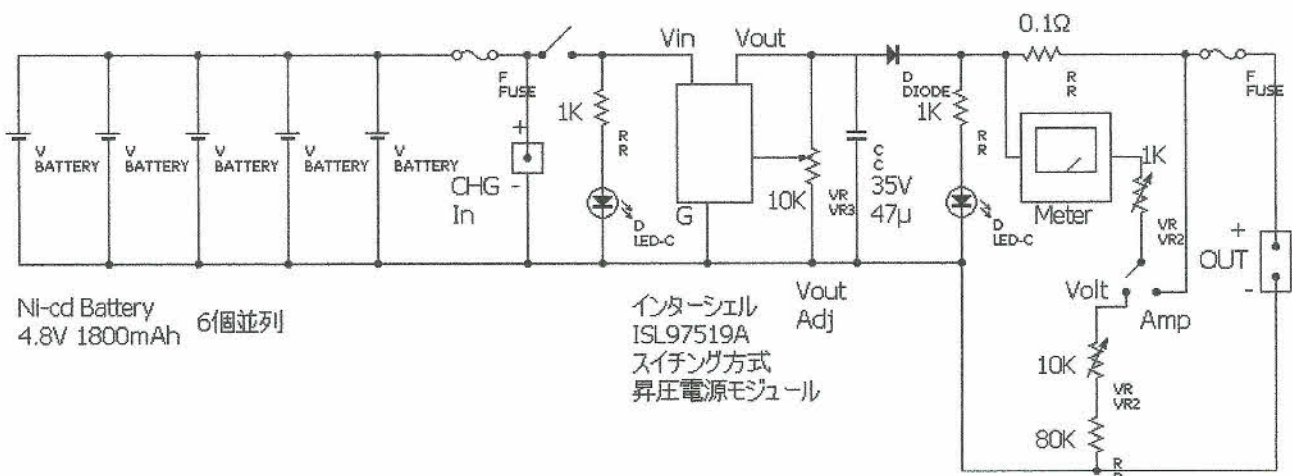 0.1Ω
Vin
Vout
F
FUSE
R
R
F
FUSE
D
DIODE
1K
1K
+
R
R
R
R
1K
V
BATTERY
V
BATTERY
V
BATTERY
V
BATTERY
V
BATTERY
C
C
CHG
-
In
35V
47μ
10K
VR
VR3
G
Meter
VR
VR2
D
LED-C
D
LED-C
+
OUT
-
Volt
Amp
Ni-cd Battery
4.8V 1800mAh
6個並列
インターシェル
ISL97519A
スイチング方式
昇圧電源モジュール
Vout
Adj
10K
VR
VR2
80K
R